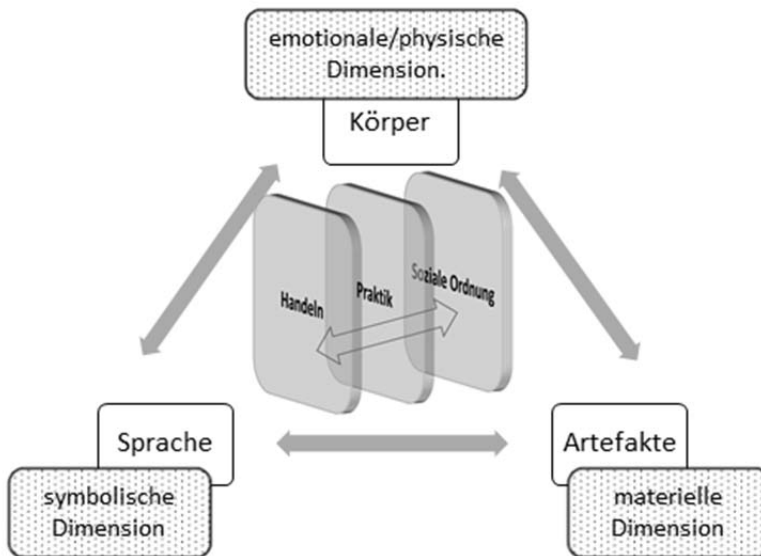 emotionale/physische
Dimension.
Körper
Handeln
Praktik
Soziale Ordnung
Sprache
symbolische
Dimension
Artefakte
materielle
Dimension